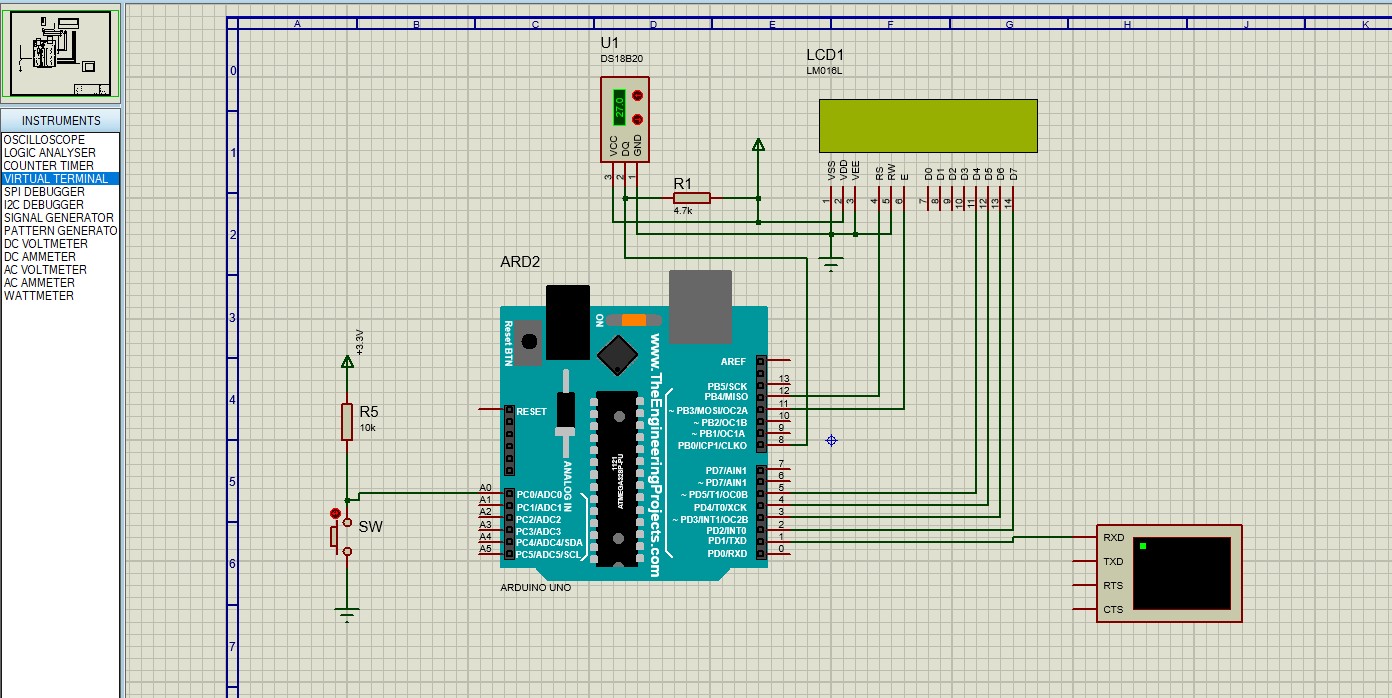 A B C D E F G H J K
0
1
2
3
4
5
6
7
INSTRUMENTS
OSCILLOSCOPE
LOGIC ANALYSER
COUNTER TIMER
VIRTUAL TERMINAL
SPI DEBUGGER
I2C DEBUGGER
SIGNAL GENERATOR
PATTERN GENERATO
DC VOLTMETER
DC AMMETER
AC VOLTMETER
AC AMMETER
WATTMETER
U1
DS18B20
27.0
VCC
DQ
GND
3 2 1
R1
4.7k
LCD1
LM016L
VSS
VDD
VEE
RS
RW
E
D0
D1
D2
D3
D4
D5
D6
D7
1 2 3 4 5 6 7 8 9 10 11 12 13 14
+3.3V
R5
10k
SW
ARD2
Reset BTN
ON
www.TheEngineeringProjects.com
1121
ATMEGA328P-PU
ANALOG IN
RESET
A0 PC0/ADC0
A1 PC1/ADC1
A2 PC2/ADC2
A3 PC3/ADC3
A4 PC4/ADC4/SDA
A5 PC5/ADC5/SCL
AREF
PB5/SCK 13
PB4/MISO 12
~ PB3/MOSI/OC2A 11
~ PB2/OC1B 10
~ PB1/OC1A 9
PB0/ICP1/CLKO 8
PD7/AIN1 7
~ PD7/AIN1 6
~ PD5/T1/OC0B 5
PD4/T0/XCK 4
~ PD3/INT1/OC2B 3
PD2/INT0 2
PD1/TXD 1
PD0/RXD 0
ARDUINO UNO
RXD
TXD
RTS
CTS